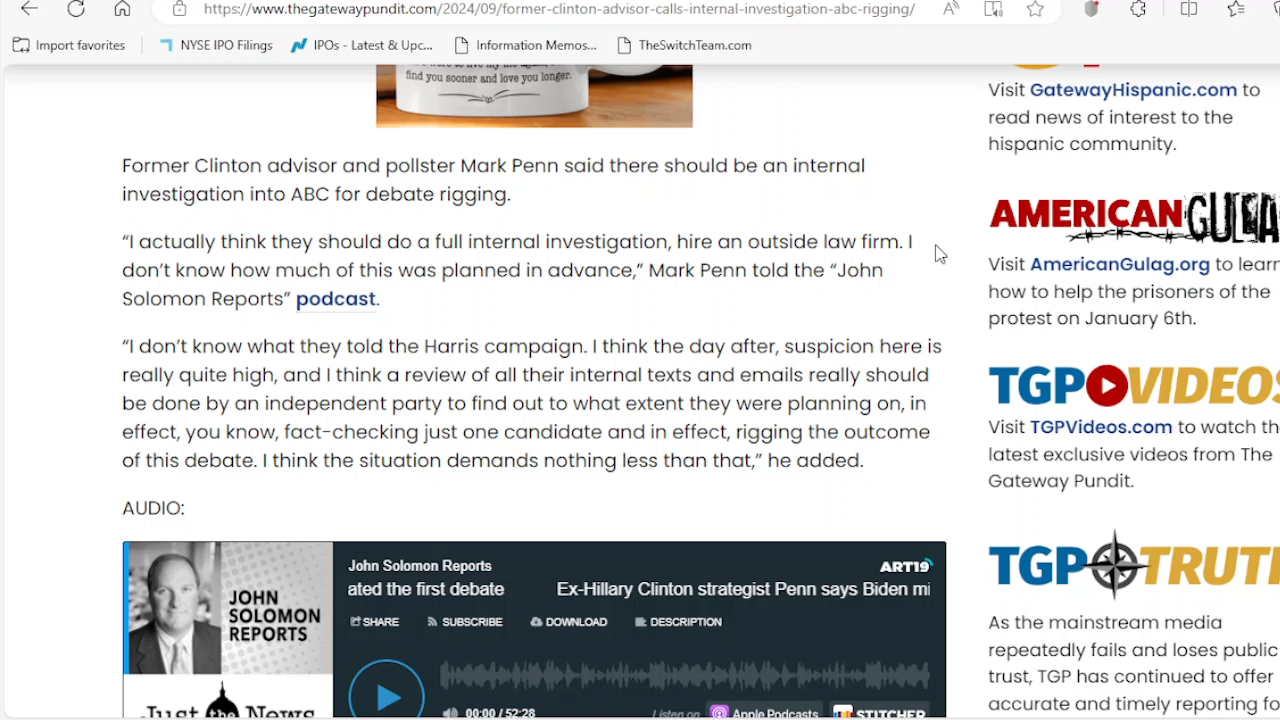 https://www.thegatewaypundit.com/2024/09/former-clinton-advisor-calls-internal-investigation-abc-rigging/
Import favorites
NYSE IPO Filings
IPOs - Latest & Upc...
Information Memos...
TheSwitchTeam.com
find you sooner and love you longer.
Former Clinton advisor and pollster Mark Penn said there should be an internal
investigation into ABC for debate rigging.
“I actually think they should do a full internal investigation, hire an outside law firm. I
don’t know how much of this was planned in advance,” Mark Penn told the “John
Solomon Reports” podcast.
“I don’t know what they told the Harris campaign. I think the day after, suspicion here is
really quite high, and I think a review of all their internal texts and emails really should
be done by an independent party to find out to what extent they were planning on, in
effect, you know, fact-checking just one candidate and in effect, rigging the outcome
of this debate. I think the situation demands nothing less than that,” he added.
AUDIO:
JOHN
SOLOMON
REPORTS
Just the News
John Solomon Reports
ART19
ated the first debate
Ex-Hillary Clinton strategist Penn says Biden mi
SHARE
SUBSCRIBE
DOWNLOAD
DESCRIPTION
00:00 / 52:28
Listen on
Apple Podcasts
STITCHER
Visit GatewayHispanic.com to
read news of interest to the
hispanic community.
AMERICAN GULA
Visit AmericanGulag.org to learn
how to help the prisoners of the
protest on January 6th.
TGP VIDEOS
Visit TGPVideos.com to watch th
latest exclusive videos from The
Gateway Pundit.
TGP TRUTH
As the mainstream media
repeatedly fails and loses public
trust, TGP has continued to offer
accurate and timely reporting fo